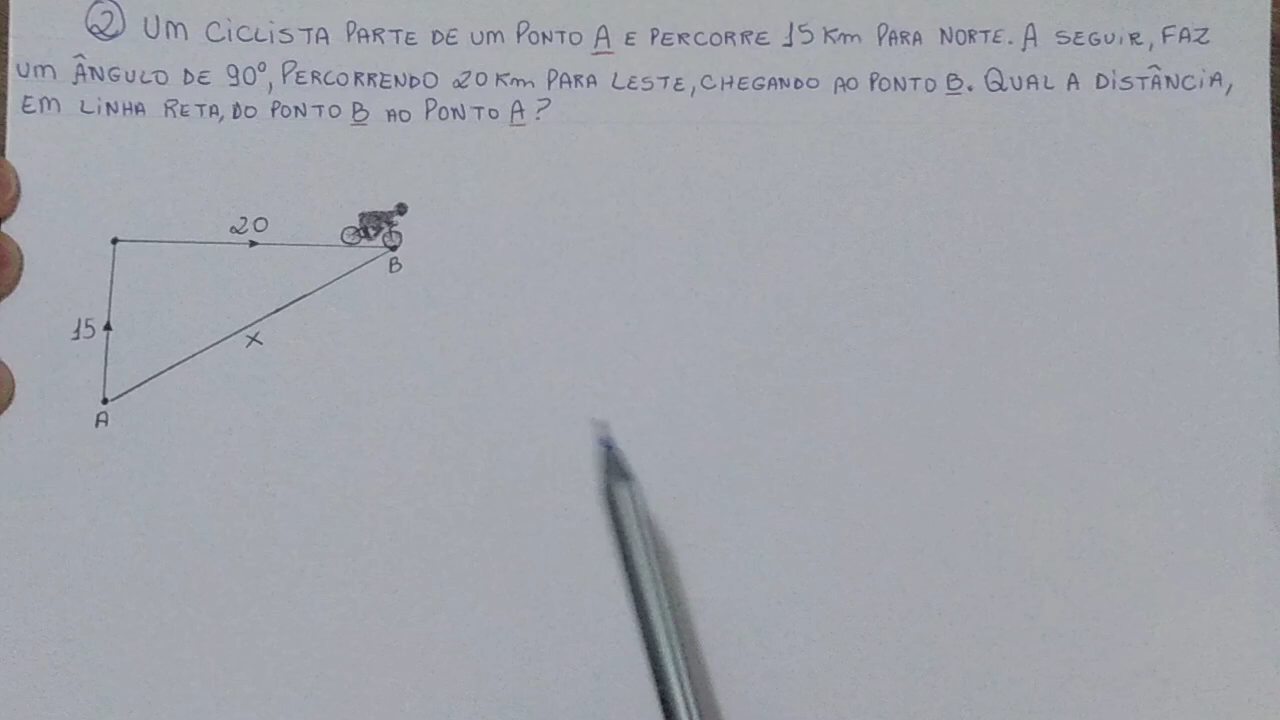 2 UM CICLISTA PARTE DE UM PONTO A E PERCORRE 15 Km PARA NORTE. A SEGUIR, FAZ
UM ÂNGULO DE 90º, PERCORRENDO 20 Km PARA LESTE, CHEGANDO AO PONTO B. QUAL A DISTÂNCIA,
EM LINHA RETA, DO PONTO B AO PONTO A?
20
B
15
X
A